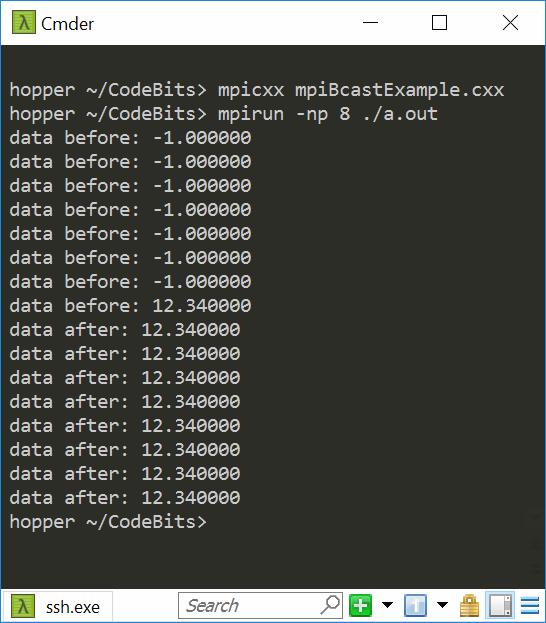 Cmder
hopper ~/CodeBits> mpicxx mpiBcastExample.cxx
hopper ~/CodeBits> mpirun -np 8 ./a.out
data before: -1.000000
data before: -1.000000
data before: -1.000000
data before: -1.000000
data before: -1.000000
data before: -1.000000
data before: -1.000000
data before: 12.340000
data after: 12.340000
data after: 12.340000
data after: 12.340000
data after: 12.340000
data after: 12.340000
data after: 12.340000
data after: 12.340000
data after: 12.340000
hopper ~/CodeBits>
λ ssh.exe Search 1